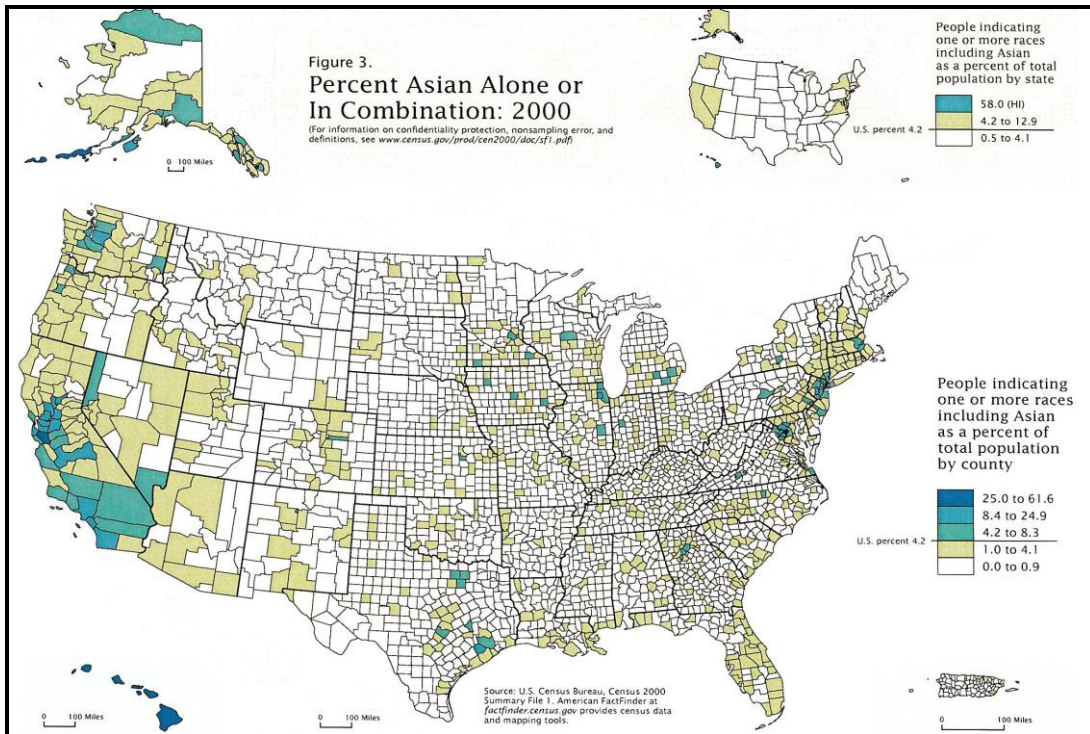 Figure 3.
Percent Asian Alone or
In Combination: 2000
(For information on confidentiality protection, nonsampling error, and
definitions, see www.census.gov/prod/cen2000/doc/sf1.pdf)
0 100 Miles
People indicating
one or more races
including Asian
as a percent of total
population by state
58.0 (HI)
4.2 to 12.9
U.S. percent 4.2
0.5 to 4.1
People indicating
one or more races
including Asian
as a percent of
total population
by county
25.0 to 61.6
8.4 to 24.9
4.2 to 8.3
U.S. percent 4.2
1.0 to 4.1
0.0 to 0.9
Source: U.S. Census Bureau, Census 2000
Summary File 1. American FactFinder at
factfinder.census.gov provides census data
and mapping tools.
0 100 Miles
0 100 Miles
0 100 Miles